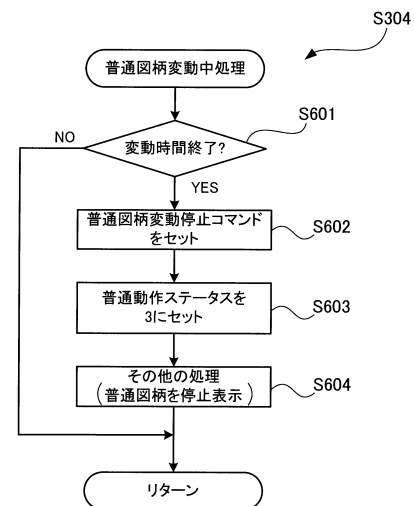 S304
普通図柄変動中処理
S601
NO
変動時間終了?
YES
普通図柄変動停止コマンド
をセット
S602
普通動作ステータスを
3にセット
S603
その他の処理
(普通図柄を停止表示)
S604
リターン